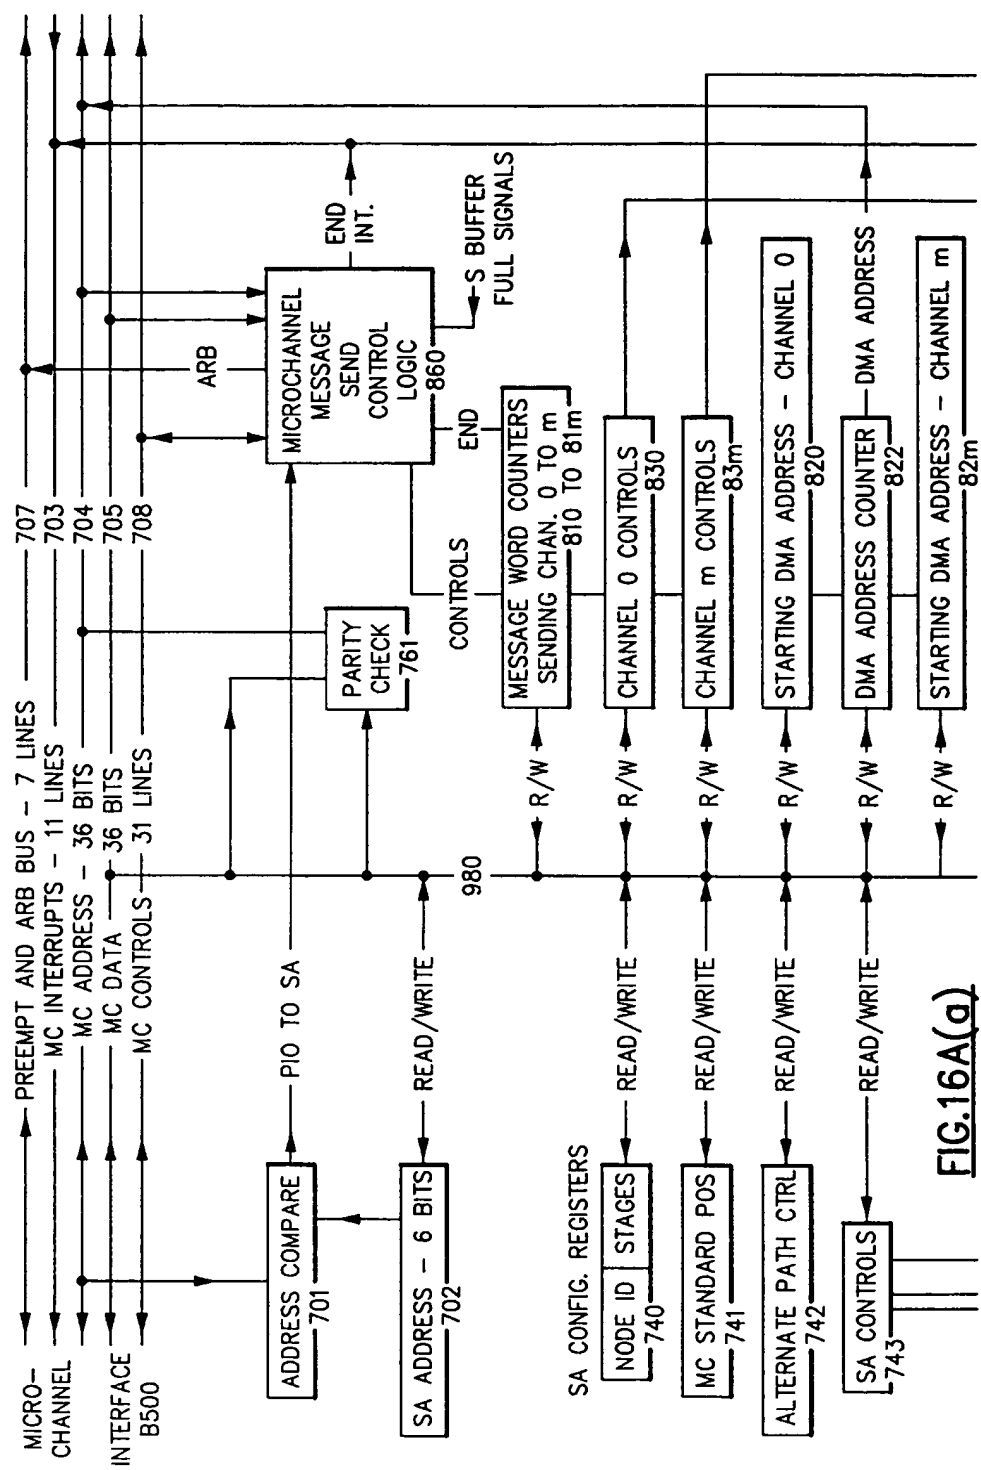 MICRO-
CHANNEL
INTERFACE
B500
PREEMPT AND ARB BUS - 7 LINES
707
MC INTERRUPTS - 11 LINES
703
MC ADDRESS - 36 BITS
704
MC DATA - 36 BITS
705
MC CONTROLS - 31 LINES
708
ADDRESS COMPARE
701
PIO TO SA
SA ADDRESS - 6 BITS
702
READ/WRITE
980
PARITY
CHECK
761
MICROCHANNEL
MESSAGE
SEND
CONTROL
LOGIC
860
ARB
END
INT.
S BUFFER
FULL SIGNALS
CONTROLS
END
MESSAGE WORD COUNTERS
SENDING CHAN. 0 TO m
810 TO 81m
R/W
SA CONFIG. REGISTERS
NODE ID STAGES
740
READ/WRITE
R/W
CHANNEL 0 CONTROLS
830
MC STANDARD POS
741
READ/WRITE
R/W
CHANNEL m CONTROLS
83m
ALTERNATE PATH CTRL
742
READ/WRITE
R/W
STARTING DMA ADDRESS - CHANNEL 0
820
SA CONTROLS
743
READ/WRITE
R/W
DMA ADDRESS COUNTER
822
DMA ADDRESS
R/W
STARTING DMA ADDRESS - CHANNEL m
82m
FIG.16A(a)